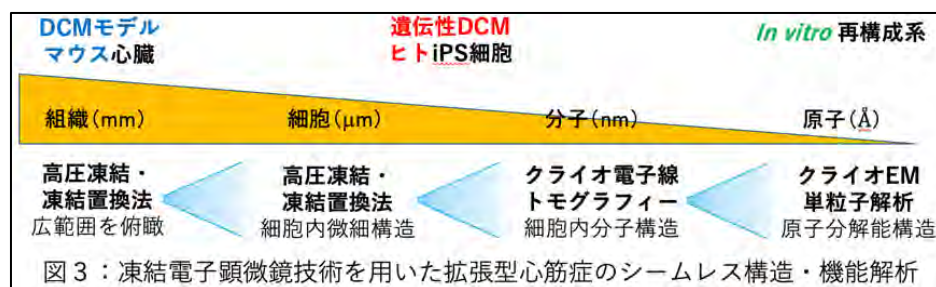 DCMモデル
マウス心臓
遺伝性DCM
ヒトiPS細胞
In vitro 再構成系
組織(mm)
細胞(μm)
分子(nm)
原子(Å)
高圧凍結・
凍結置換法
広範囲を俯瞰
高圧凍結・
凍結置換法
細胞内微細構造
クライオ電子線
トモグラフィー
細胞内分子構造
クライオEM
単粒子解析
原子分解能構造
図3：凍結電子顕微鏡技術を用いた拡張型心筋症のシームレス構造・機能解析